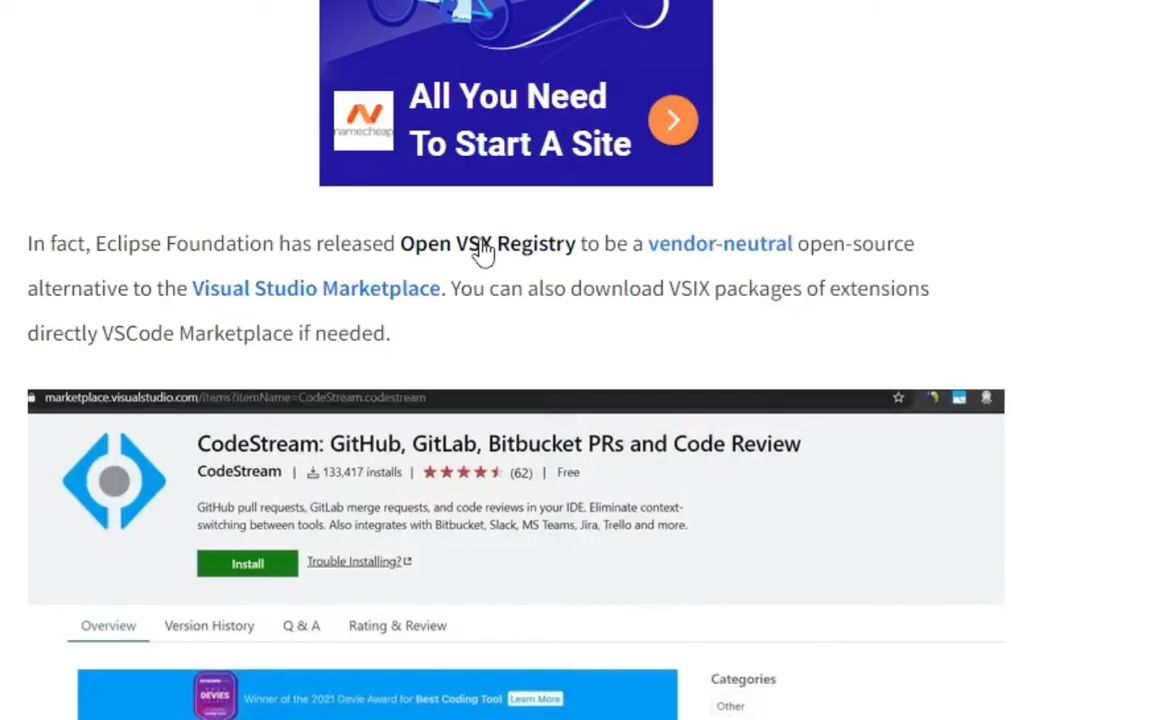 All You Need
To Start A Site
namecheap
In fact, Eclipse Foundation has released Open VSX Registry to be a vendor-neutral open-source
alternative to the Visual Studio Marketplace. You can also download VSIX packages of extensions
directly VSCode Marketplace if needed.
marketplace.visualstudio.com/items?itemName=CodeStream.codestream
CodeStream: GitHub, GitLab, Bitbucket PRs and Code Review
CodeStream | 133,417 installs | (62) | Free
GitHub pull requests, GitLab merge requests, and code reviews in your IDE. Eliminate context-
switching between tools. Also integrates with Bitbucket, Slack, MS Teams, Jira, Trello and more.
Install Trouble Installing?
Overview Version History Q & A Rating & Review
DEVIES
Winner of the 2021 Devie Award for Best Coding Tool Learn More
Categories
Other